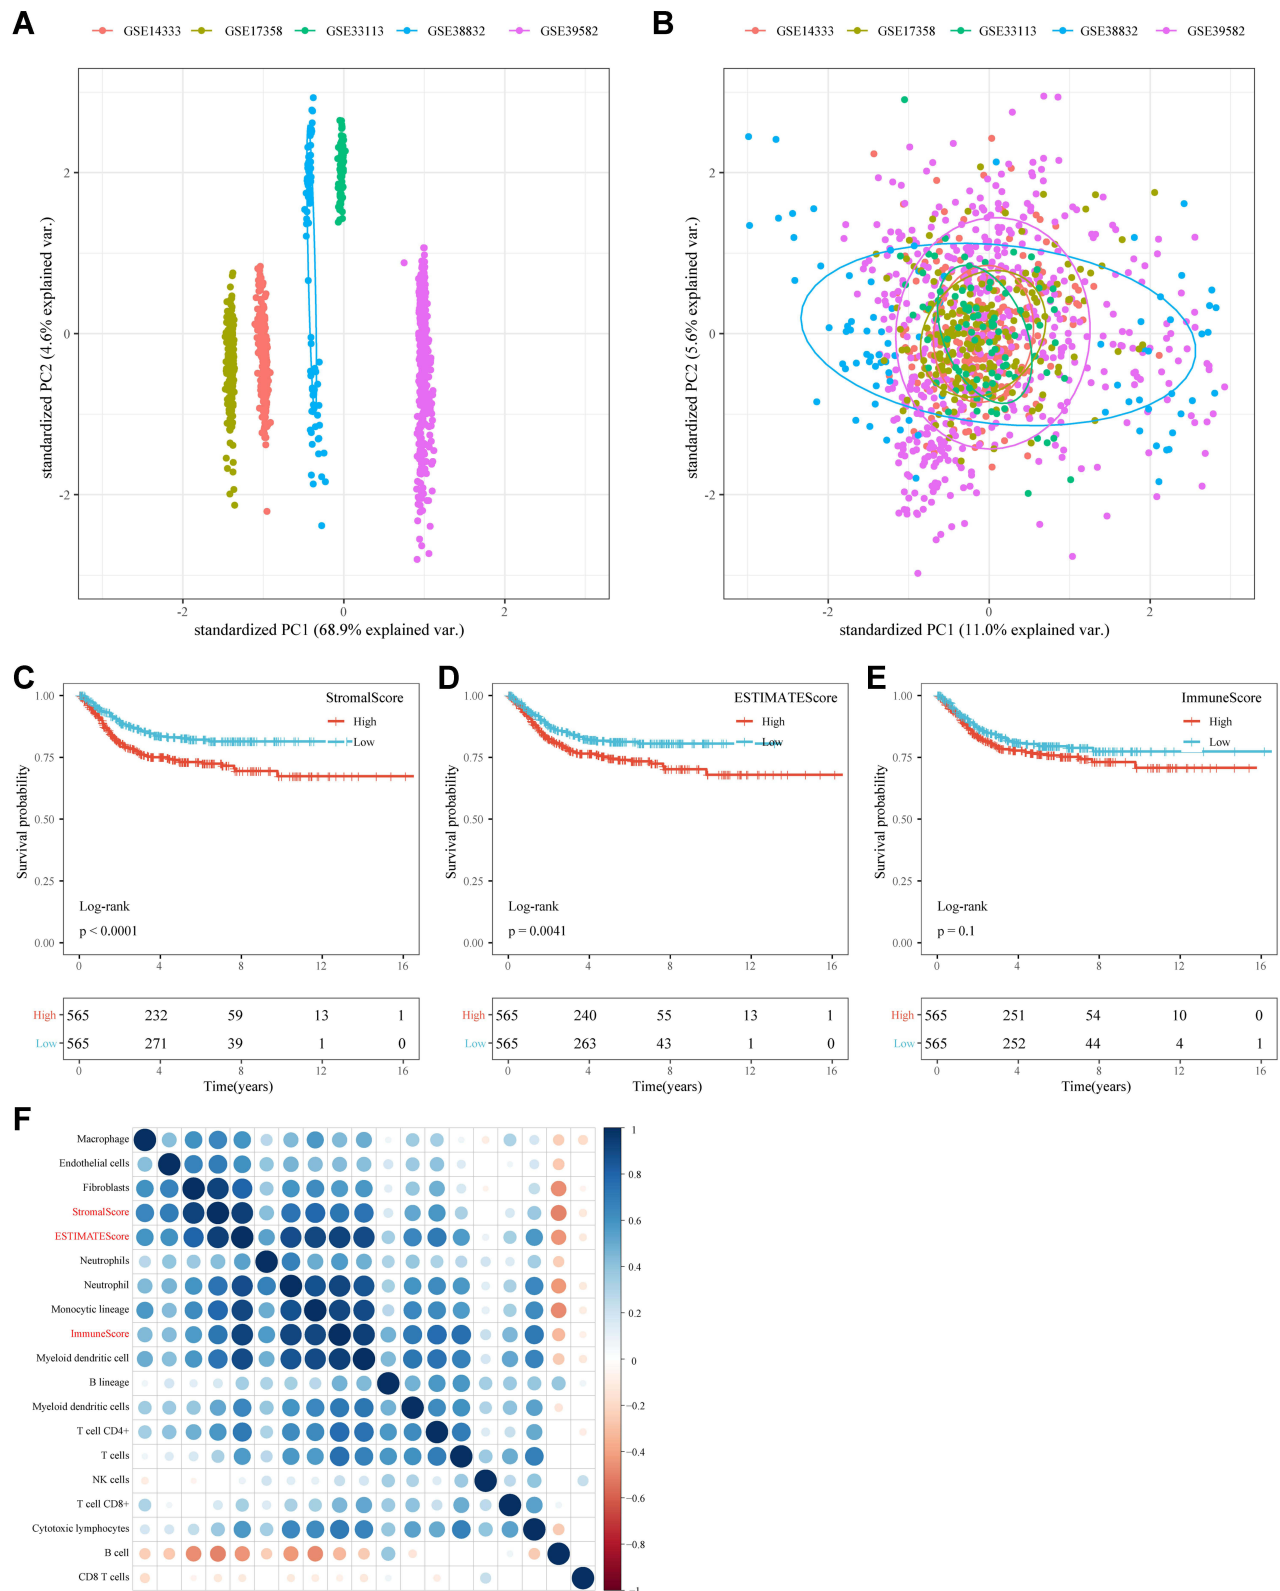 A
GSE14333 GSE17358 GSE33113 GSE38832 GSE39582
standardized PC2 (4.6% explained var.)
2
0
-2
-2 0 2
standardized PC1 (68.9% explained var.)
B
GSE14333 GSE17358 GSE33113 GSE38832 GSE39582
standardized PC2 (5.6% explained var.)
2
0
-2
-2 0 2
standardized PC1 (11.0% explained var.)
C
StromalScore
High
Low
Survival probability
1.00
0.75
0.50
0.25
0.00
Log-rank
p < 0.0001
0 4 8 12 16
High 565 232 59 13 1
Low 565 271 39 1 0
0 4 8 12 16
Time(years)
D
ESTIMATEScore
High
Low
Survival probability
1.00
0.75
0.50
0.25
0.00
Log-rank
p = 0.0041
0 4 8 12 16
High 565 240 55 13 1
Low 565 263 43 1 0
0 4 8 12 16
Time(years)
E
ImmuneScore
High
Low
Survival probability
1.00
0.75
0.50
0.25
0.00
Log-rank
p = 0.1
0 4 8 12 16
High 565 251 54 10 0
Low 565 252 44 4 1
0 4 8 12 16
Time(years)
F
Macrophage
Endothelial cells
Fibroblasts
StromalScore
ESTIMATEScore
Neutrophils
Neutrophil
Monocytic lineage
ImmuneScore
Myeloid dendritic cell
B lineage
Myeloid dendritic cells
T cell CD4+
T cells
NK cells
T cell CD8+
Cytotoxic lymphocytes
B cell
CD8 T cells
1
0.8
0.6
0.4
0.2
0
−0.2
−0.4
−0.6
−0.8
−1